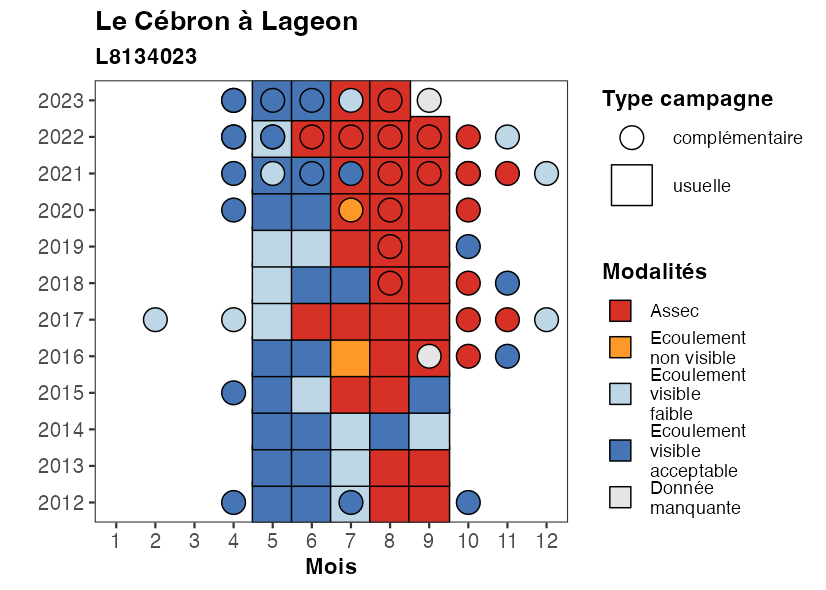 Le Cébron à Lageon
L8134023
2023
2022
2021
2020
2019
2018
2017
2016
2015
2014
2013
2012
1 2 3 4 5 6 7 8 9 10 11 12
Mois
Type campagne
complémentaire
usuelle
Modalités
Assec
Ecoulement
non visible
Ecoulement
visible
faible
Ecoulement
visible
acceptable
Donnée
manquante